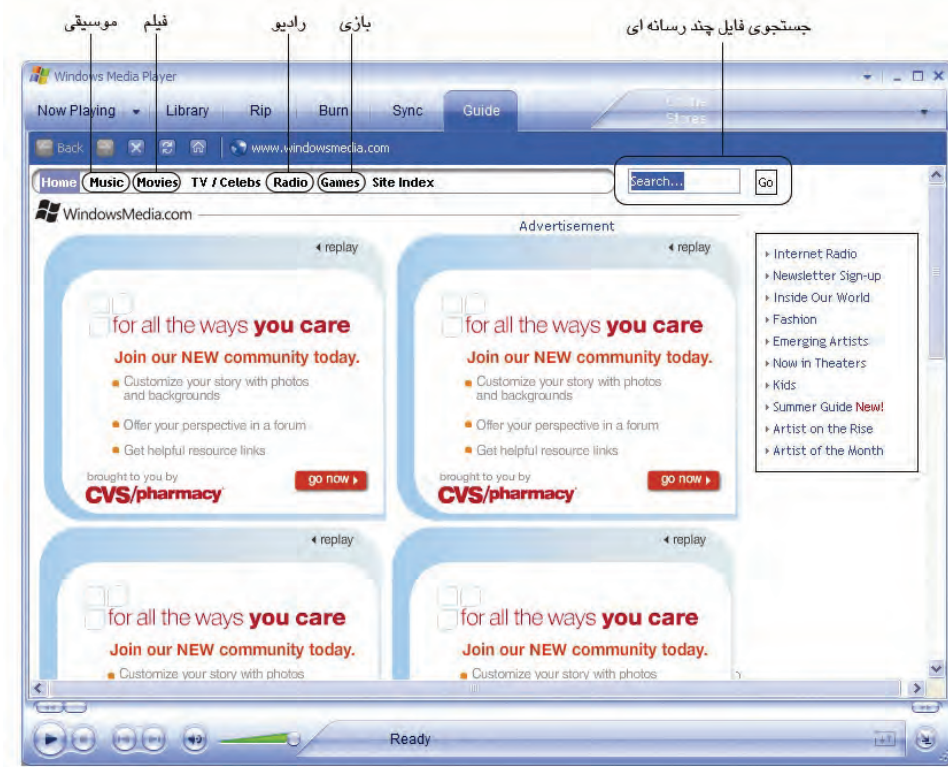 موسیقی فیلم رادیو بازی جستجوی فایل چند رسانه ای
Windows Media Player
Now Playing Library Rip Burn Sync Guide
Stores
Back www.windowsmedia.com
Home Music Movies TV / Celebs Radio Games Site Index Search... Go
WindowsMedia.com
Advertisement
replay
for all the ways you care
Join our NEW community today.
Customize your story with photos
and backgrounds
Offer your perspective in a forum
Get helpful resource links
brought to you by
CVS/pharmacy
go now
replay
for all the ways you care
Join our NEW community today.
Customize your story with photos
and backgrounds
Offer your perspective in a forum
Get helpful resource links
brought to you by
CVS/pharmacy
go now
Internet Radio
Newsletter Sign-up
Inside Our World
Fashion
Emerging Artists
Now in Theaters
Kids
Summer Guide New!
Artist on the Rise
Artist of the Month
replay
for all the ways you care
Join our NEW community today.
Customize your story with photos
replay
for all the ways you care
Join our NEW community today.
Customize your story with photos
Ready